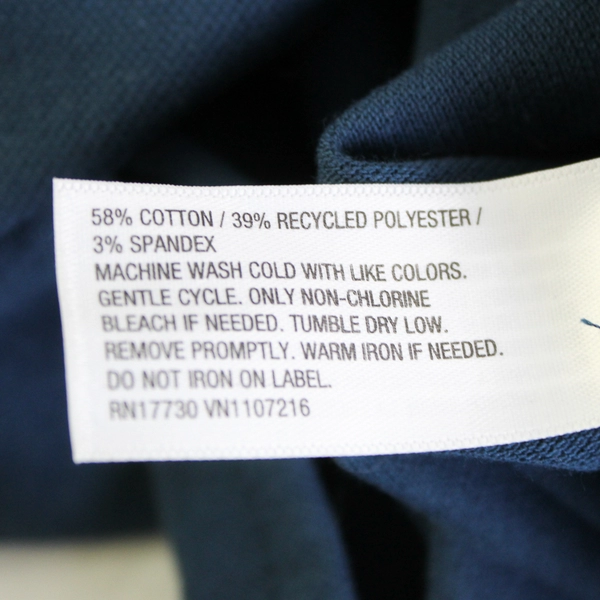 58% COTTON / 39% RECYCLED POLYESTER /
3% SPANDEX
MACHINE WASH COLD WITH LIKE COLORS.
GENTLE CYCLE. ONLY NON-CHLORINE
BLEACH IF NEEDED. TUMBLE DRY LOW.
REMOVE PROMPTLY. WARM IRON IF NEEDED.
DO NOT IRON ON LABEL.
RN17730 VN1107216